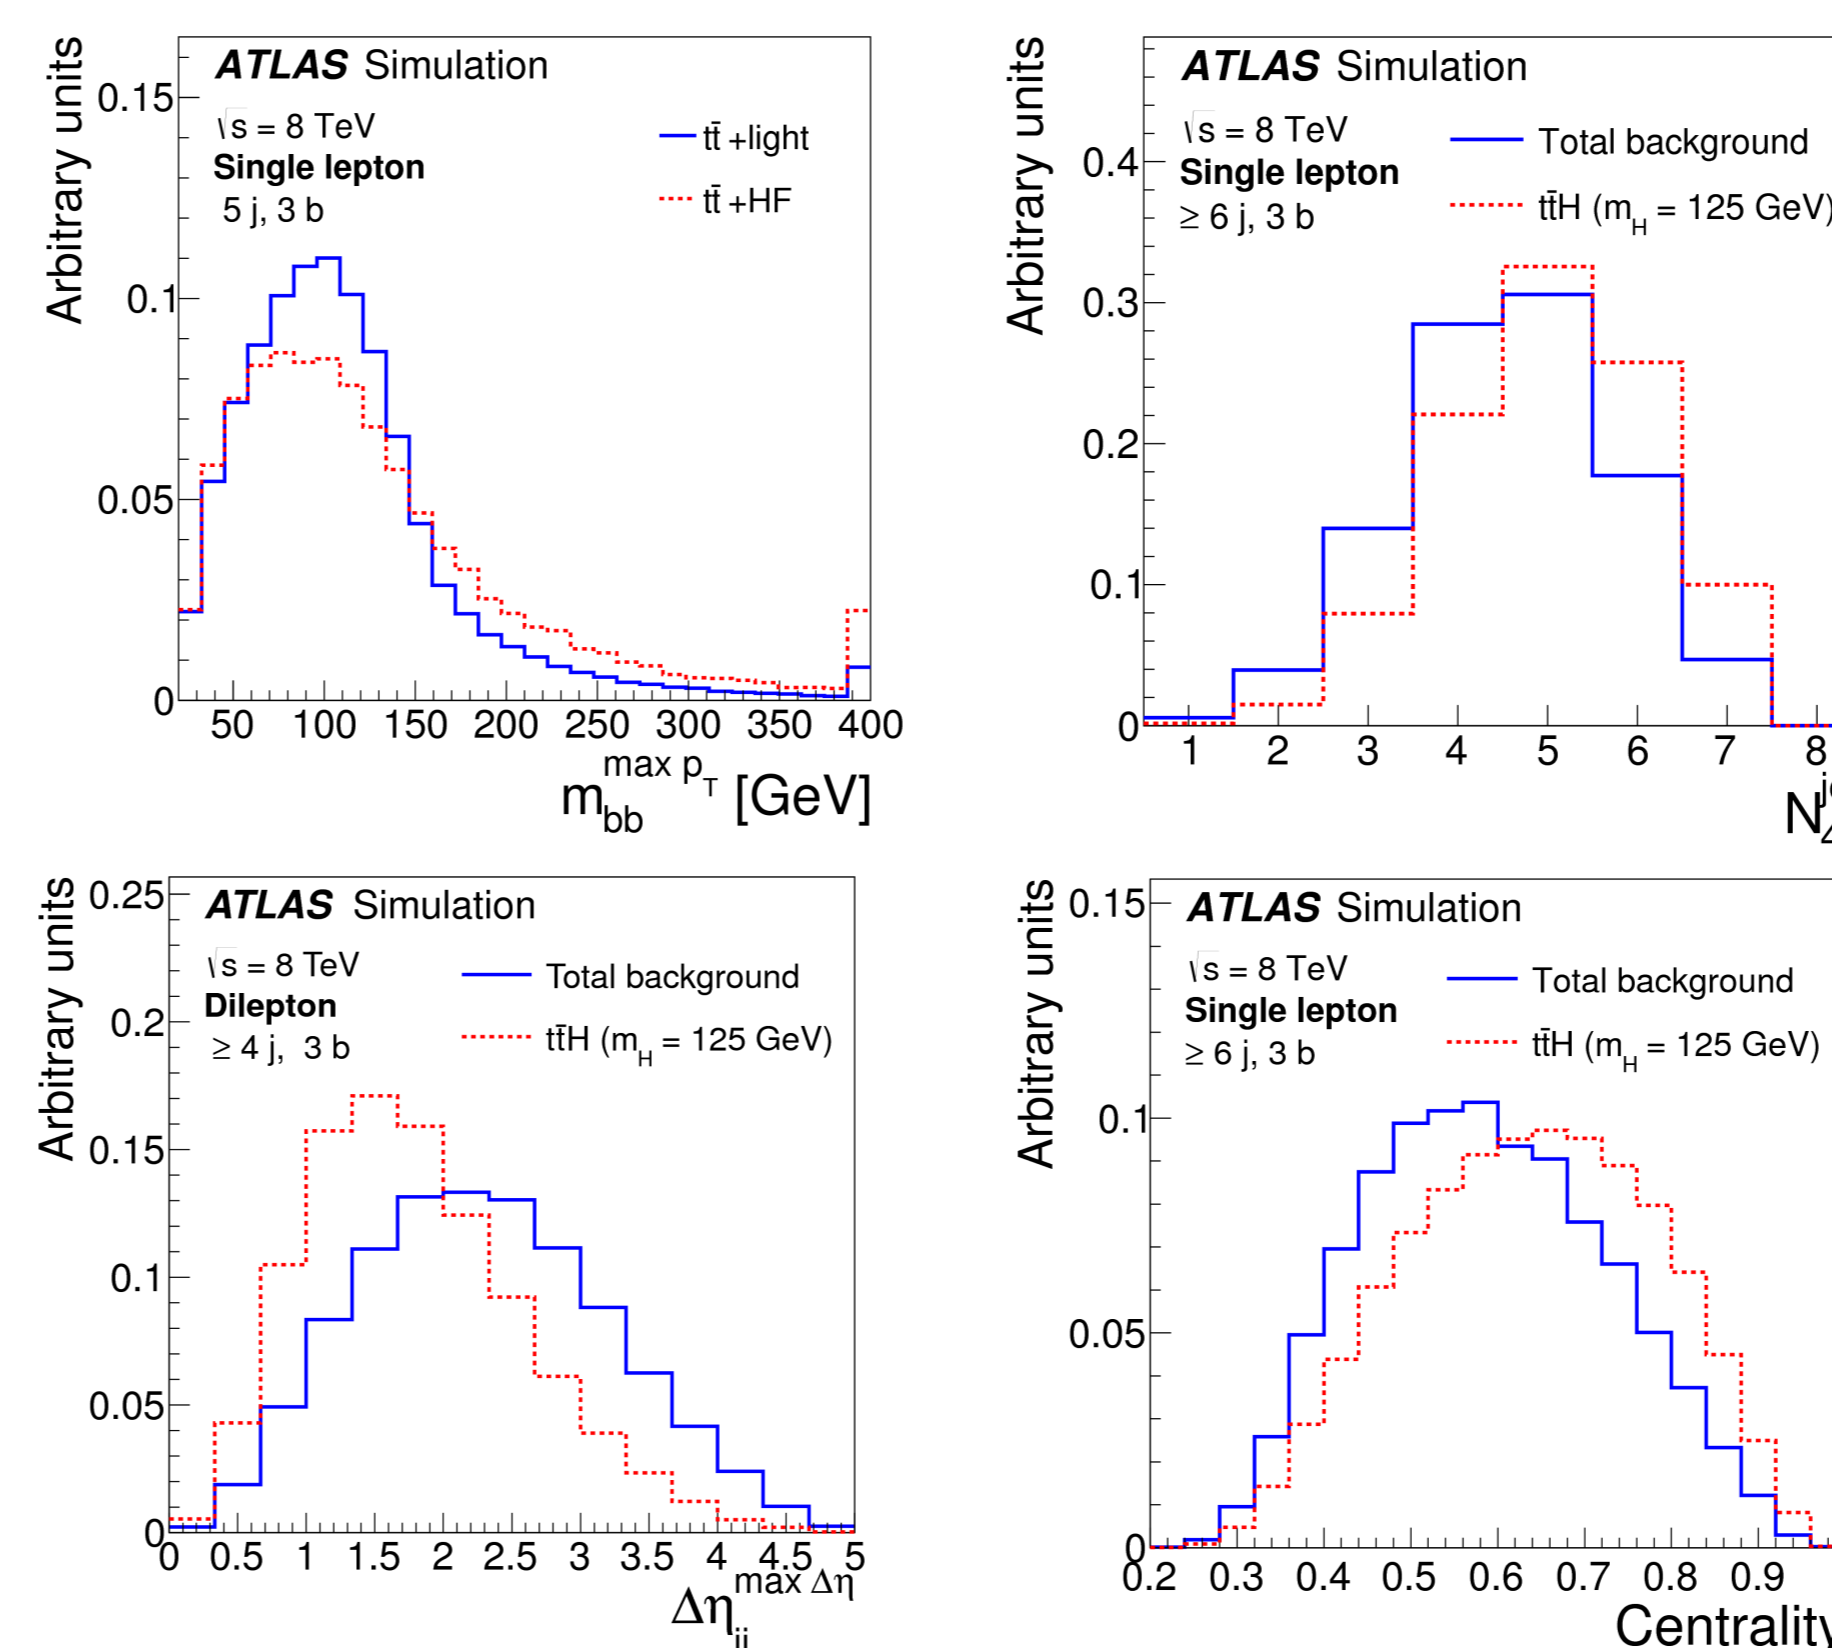 Arbitrary units
ATLAS Simulation
√s = 8 TeV
Single lepton
5 j, 3 b
tt̄ +light
tt̄ +HF
0.15
0.1
0.05
0
50 100 150 200 250 300 350 400
m_bb^max p_T [GeV]
Arbitrary units
ATLAS Simulation
√s = 8 TeV
Single lepton
≥ 6 j, 3 b
Total background
tt̄H (m_H = 125 GeV)
0.4
0.3
0.2
0.1
0
1 2 3 4 5 6 7 8
N
Arbitrary units
ATLAS Simulation
√s = 8 TeV
Dilepton
≥ 4 j, 3 b
Total background
tt̄H (m_H = 125 GeV)
0.25
0.2
0.15
0.1
0.05
0
0 0.5 1 1.5 2 2.5 3 3.5 4 4.5 5
Δη_jj^max Δη
Arbitrary units
ATLAS Simulation
√s = 8 TeV
Single lepton
≥ 6 j, 3 b
Total background
tt̄H (m_H = 125 GeV)
0.15
0.1
0.05
0
0.2 0.3 0.4 0.5 0.6 0.7 0.8 0.9
Centrality